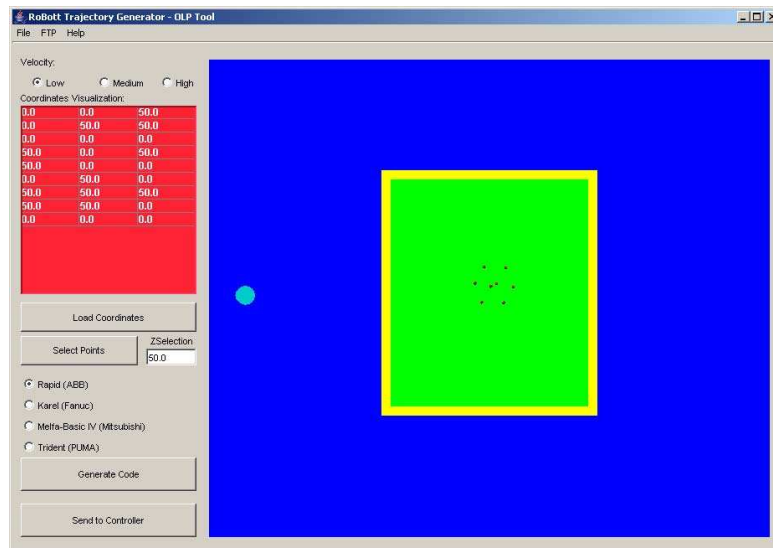 RoBott Trajectory Generator - OLP Tool
File FTP Help
Velocity:
Low Medium High
Coordinates Visualization:
0.0 0.0 50.0
0.0 50.0 50.0
0.0 0.0 0.0
50.0 0.0 50.0
50.0 0.0 0.0
0.0 50.0 0.0
50.0 50.0 50.0
50.0 50.0 0.0
0.0 0.0 0.0
Load Coordinates
Select Points
ZSelection
50.0
Rapid (ABB)
Karel (Fanuc)
Melfa-Basic IV (Mitsubishi)
Trident (PUMA)
Generate Code
Send to Controller